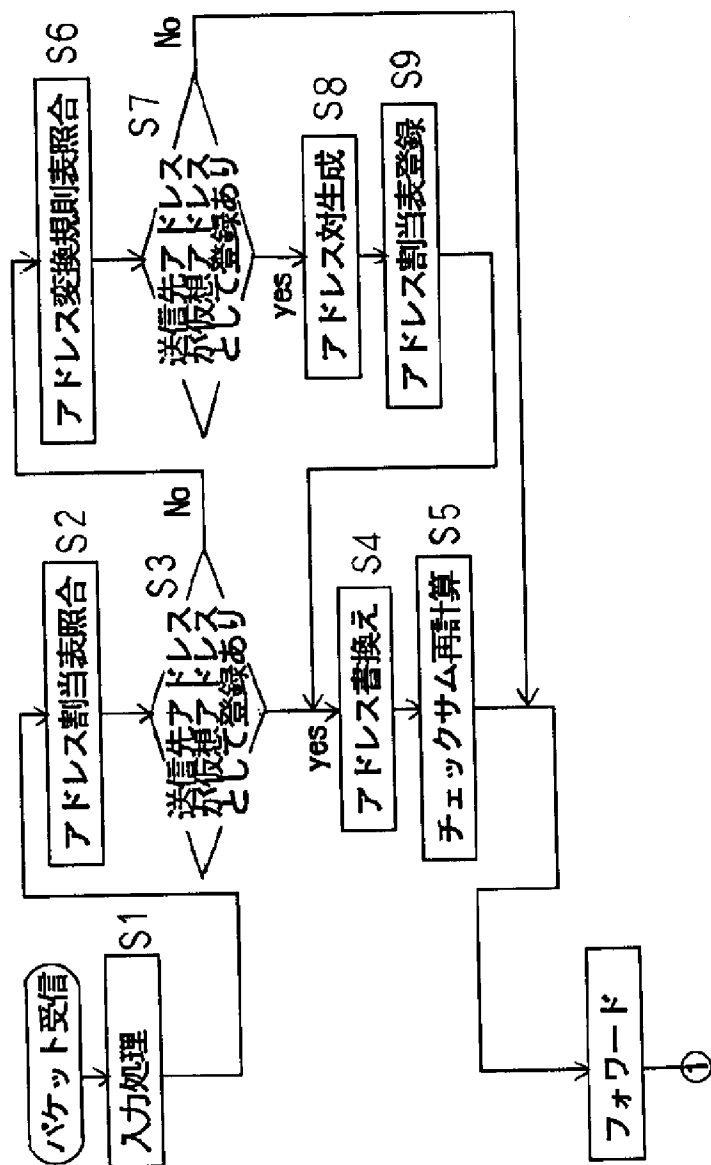 パケット受信
入力処理
S1
アドレス割当表照合
S2
送信先アドレス
が仮想アドレス
として登録あり
S3
No
yes
アドレス書換え
S4
チェックサム再計算
S5
アドレス変換規則表照合
S6
送信先アドレス
が仮想アドレス
として登録あり
S7
No
yes
アドレス対生成
S8
アドレス割当表登録
S9
フォワード
①